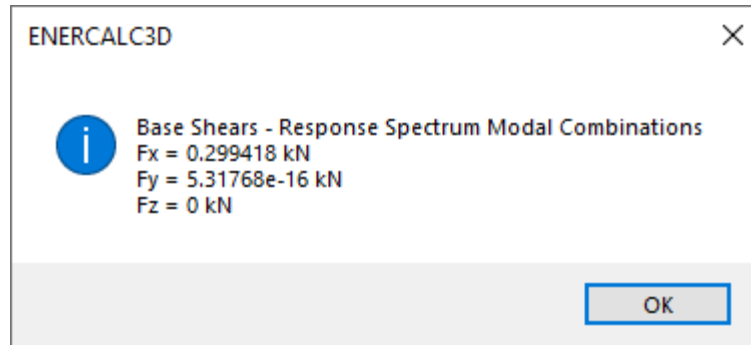 ENERCALC3D
Base Shears - Response Spectrum Modal Combinations
Fx = 0.299418 kN
Fy = 5.31768e-16 kN
Fz = 0 kN
OK